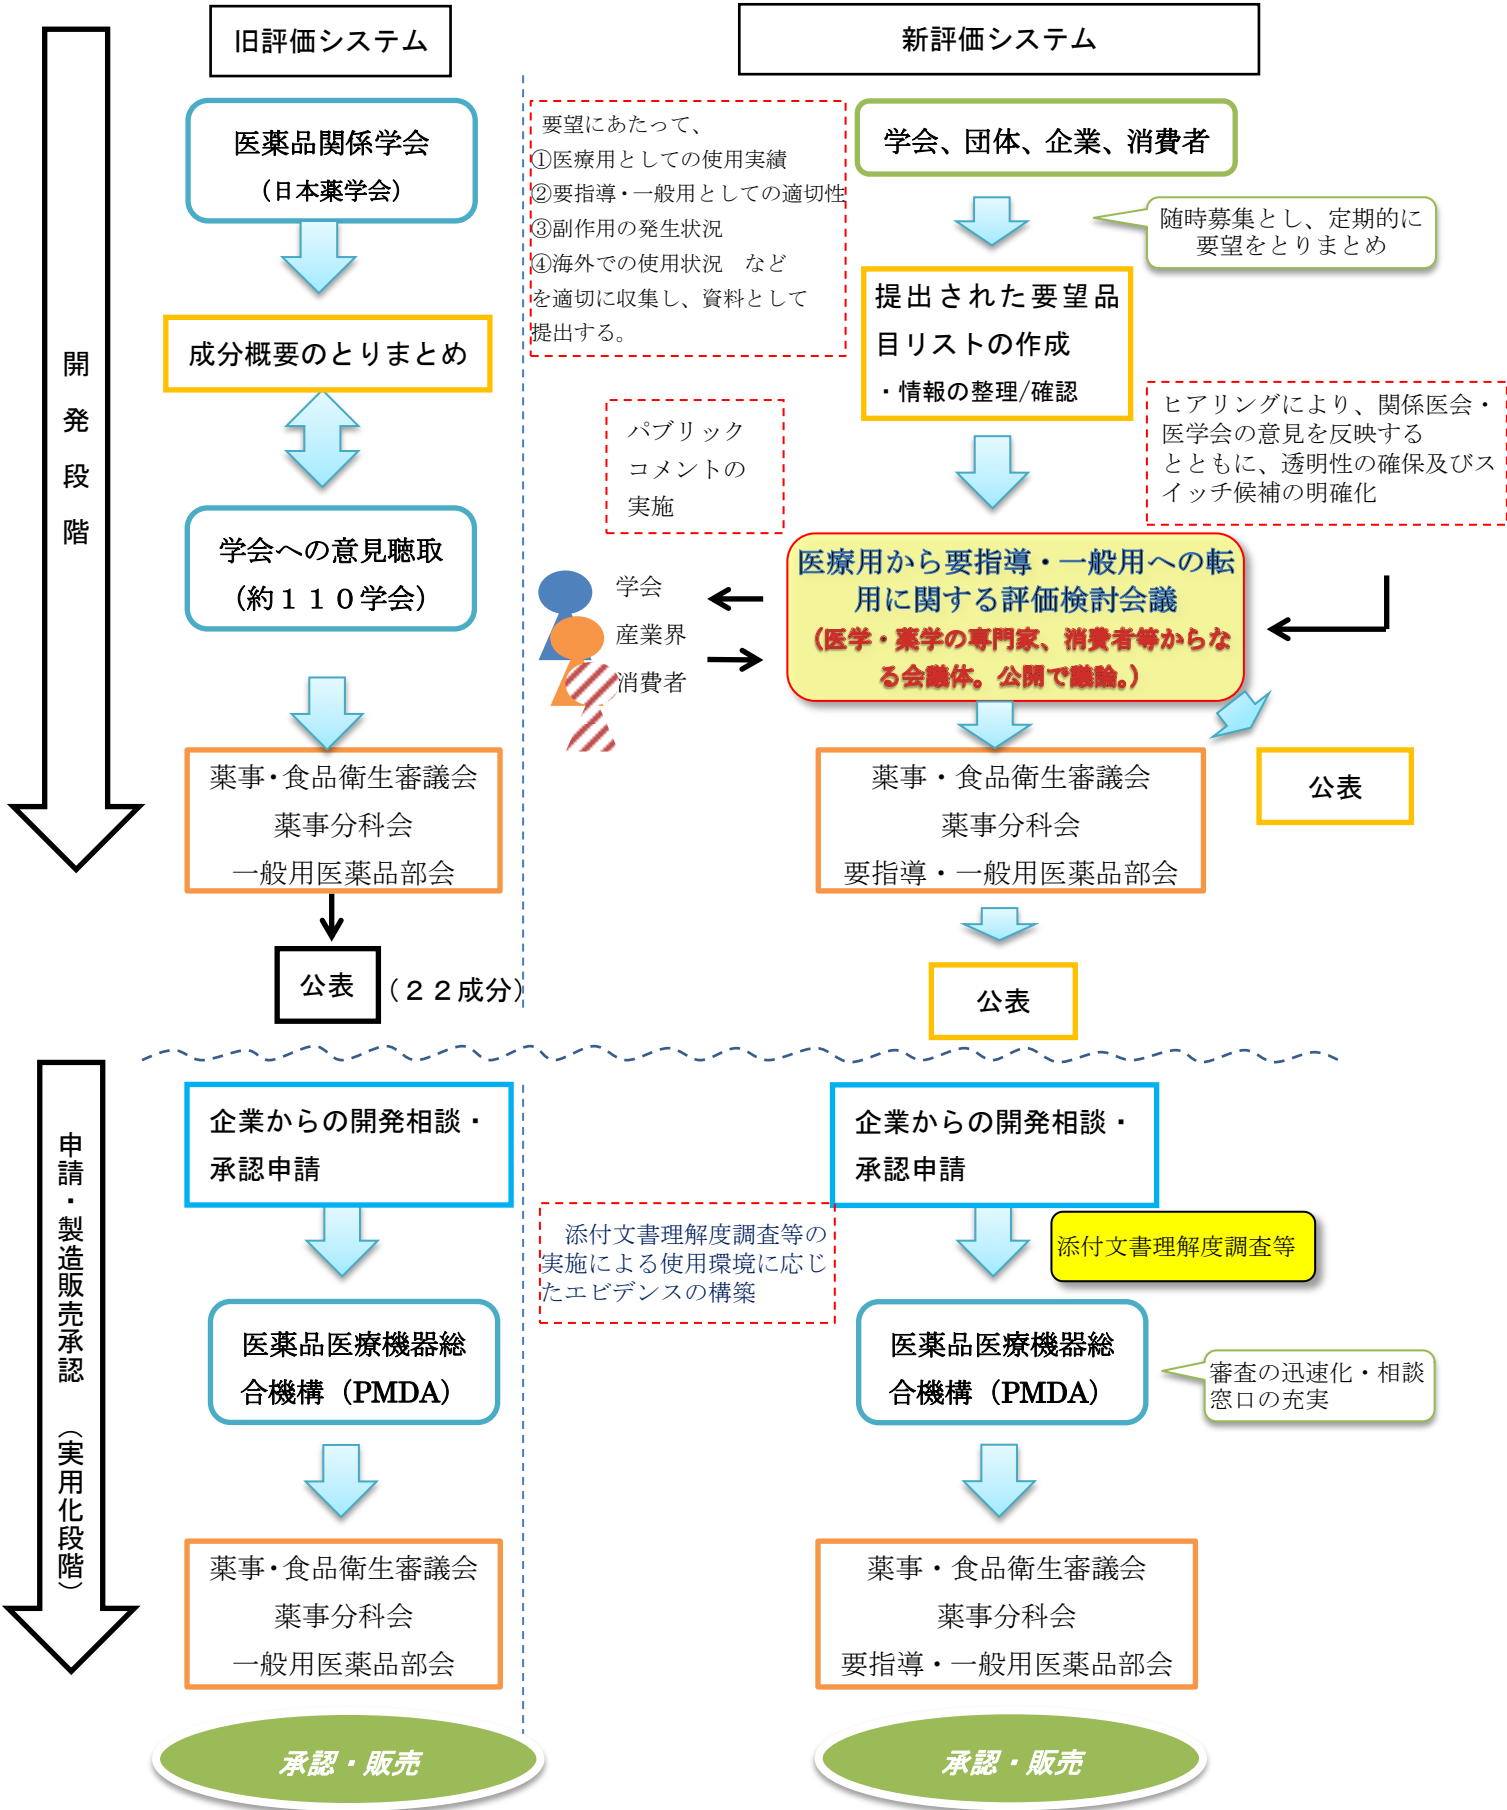 旧評価システム
新評価システム
開発段階
医薬品関係学会
（日本薬学会）
成分概要のとりまとめ
学会への意見聴取
（約１１０学会）
薬事・食品衛生審議会
薬事分科会
一般用医薬品部会
公表
（２２成分）
要望にあたって、
①医療用としての使用実績
②要指導・一般用としての適切性
③副作用の発生状況
④海外での使用状況　など
を適切に収集し、資料として
提出する。
学会、団体、企業、消費者
随時募集とし、定期的に
要望をとりまとめ
提出された要望品
目リストの作成
・情報の整理/確認
パブリック
コメントの
実施
ヒアリングにより、関係医会・
医学会の意見を反映する
とともに、透明性の確保及びス
イッチ候補の明確化
学会
産業界
消費者
医療用から要指導・一般用への転
用に関する評価検討会議
（医学・薬学の専門家、消費者等からな
る会議体。公開で議論。）
薬事・食品衛生審議会
薬事分科会
要指導・一般用医薬品部会
公表
公表
申請・製造販売承認　（実用化段階）
企業からの開発相談・
承認申請
医薬品医療機器総
合機構（PMDA）
薬事・食品衛生審議会
薬事分科会
一般用医薬品部会
承認・販売
添付文書理解度調査等の
実施による使用環境に応じ
たエビデンスの構築
企業からの開発相談・
承認申請
添付文書理解度調査等
医薬品医療機器総
合機構（PMDA）
審査の迅速化・相談
窓口の充実
薬事・食品衛生審議会
薬事分科会
要指導・一般用医薬品部会
承認・販売